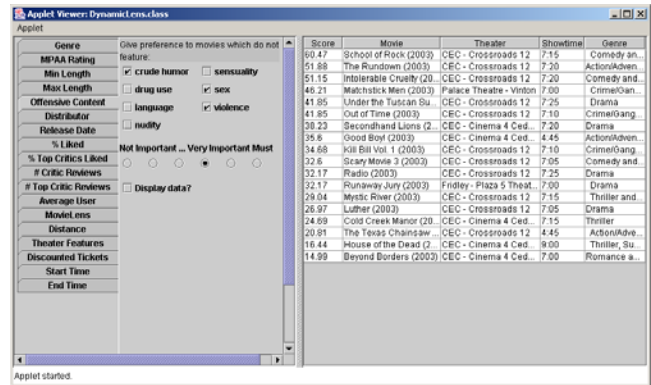 Applet Viewer: DynamicLens.class
Applet
Genre
MPAA Rating
Min Length
Max Length
Offensive Content
Distributor
Release Date
% Liked
% Top Critics Liked
# Critic Reviews
# Top Critic Reviews
Average User
MovieLens
Distance
Theater Features
Discounted Tickets
Start Time
End Time
Give preference to movies which do not
feature:
crude humor sensuality
drug use sex
language violence
nudity
Not Important ... Very Important Must
Display data?
Score Movie Theater Showtime Genre
60.47 School of Rock (2003) CEC - Crossroads 12 7:15 Comedy an...
51.88 The Rundown (2003) CEC - Crossroads 12 7:20 Action/Adven...
51.15 Intolerable Cruelty (20... CEC - Crossroads 12 7:20 Comedy and...
46.21 Matchstick Men (2003) Palace Theatre - Vinton 7:00 Crime/Gan...
41.85 Under the Tuscan Su... CEC - Crossroads 12 7:25 Drama
41.85 Out of Time (2003) CEC - Crossroads 12 7:10 Crime/Gang...
38.23 Secondhand Lions (2... CEC - Cinema 4 Ced... 7:20 Drama
35.6 Good Boy! (2003) CEC - Crossroads 12 4:45 Action/Adven...
34.68 Kill Bill Vol. 1 (2003) CEC - Crossroads 12 7:10 Crime/Gang...
32.6 Scary Movie 3 (2003) CEC - Crossroads 12 7:05 Comedy and...
32.17 Radio (2003) CEC - Crossroads 12 7:25 Drama
32.17 Runaway Jury (2003) Fridley - Plaza 5 Theat... 7:00 Drama
29.04 Mystic River (2003) CEC - Crossroads 12 7:15 Thriller and...
26.97 Luther (2003) CEC - Crossroads 12 7:05 Drama
24.69 Cold Creek Manor (20... CEC - Cinema 4 Ced... 7:15 Thriller
20.81 The Texas Chainsaw ... CEC - Crossroads 12 4:45 Action/Adve...
16.44 House of the Dead (2... CEC - Cinema 4 Ced... 9:00 Thriller, Su...
14.99 Beyond Borders (2003) CEC - Cinema 4 Ced... 7:00 Romance a...
Applet started.